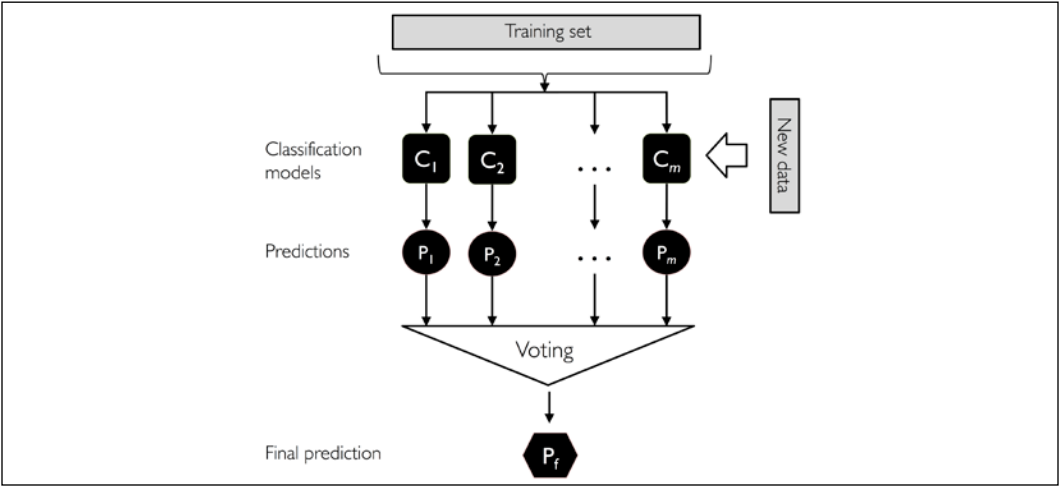 Training set
New data
Classification
models
C1 C2 ... Cm
Predictions
P1 P2 ... Pm
Voting
Final prediction
Pf